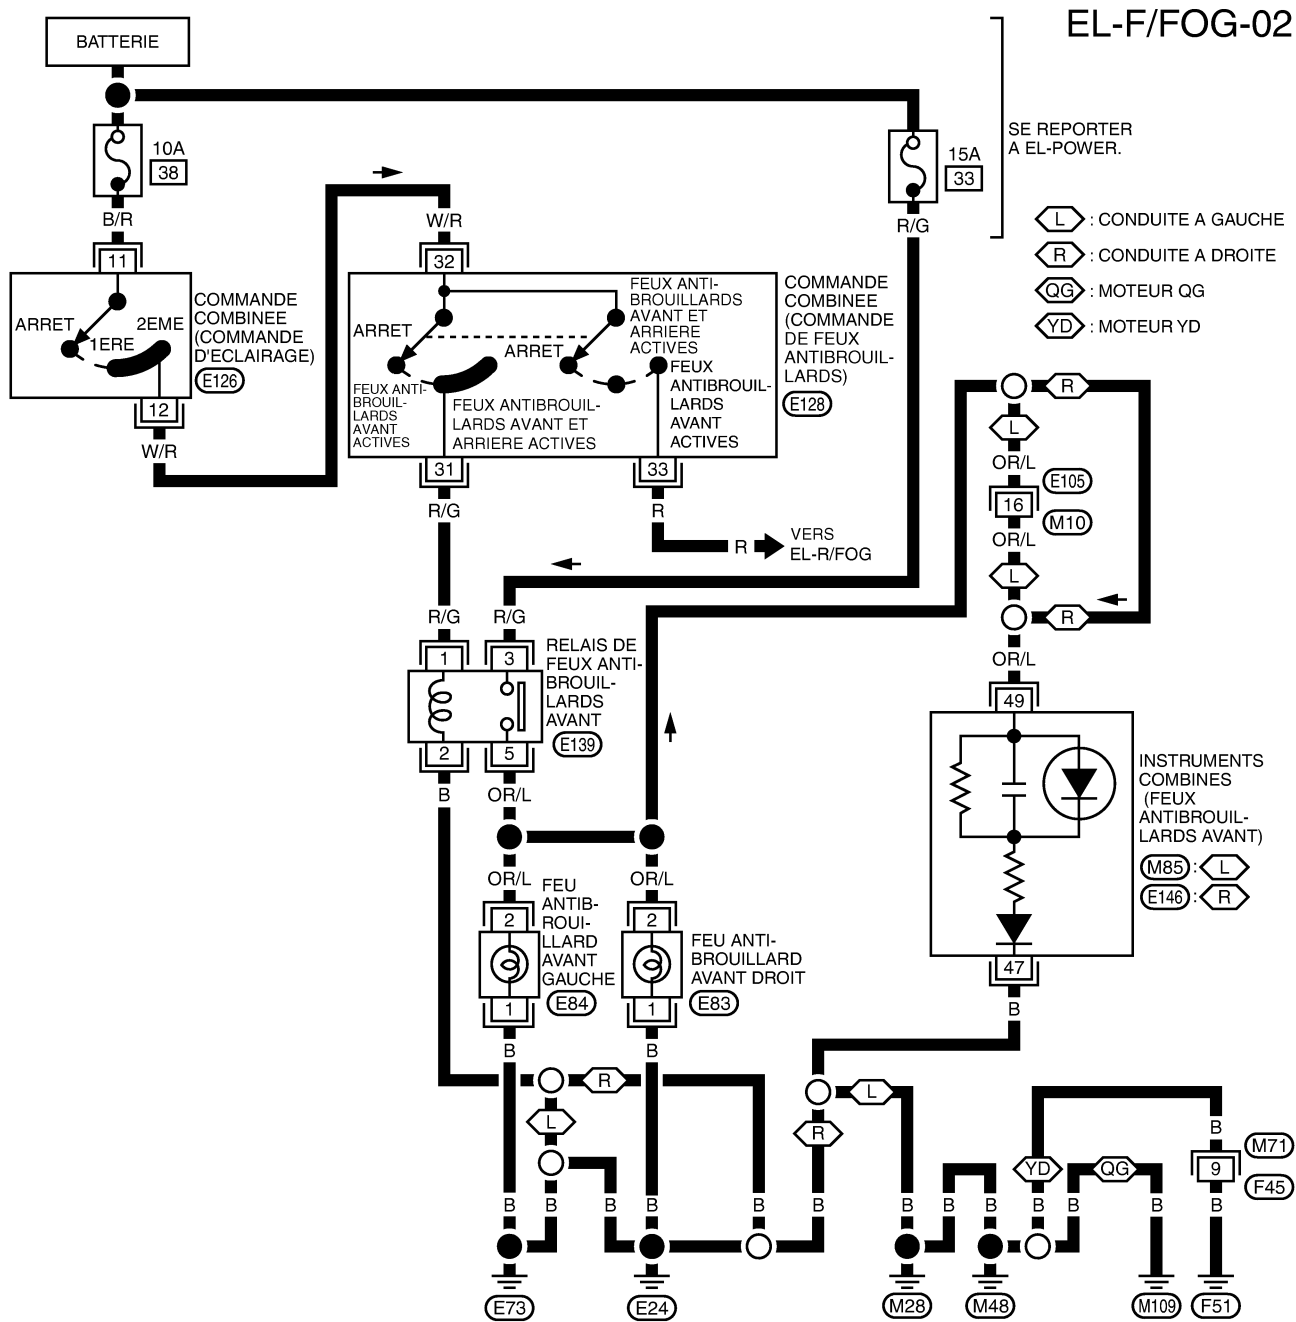 EL-F/FOG-02
BATTERIE
10A
38
B/R
11
15A
33
R/G
SE REPORTER
A EL-POWER.
L : CONDUITE A GAUCHE
R : CONDUITE A DROITE
QG : MOTEUR QG
YD : MOTEUR YD
ARRET
1ERE
2EME
COMMANDE
COMBINEE
(COMMANDE
D'ECLAIRAGE)
E126
12
W/R
W/R
32
ARRET
FEUX ANTI-
BROUIL-
LARDS
AVANT
ACTIVES
FEUX ANTIBROUIL-
LARDS AVANT ET
ARRIERE ACTIVES
ARRET
FEUX ANTI-
BROUILLARDS
AVANT ET
ARRIERE
ACTIVES
FEUX
ANTIBROUIL-
LARDS
AVANT
ACTIVES
COMMANDE
COMBINEE
(COMMANDE
DE FEUX
ANTIBROUIL-
LARDS)
E128
31
33
R/G
R
R
VERS
EL-R/FOG
R
L
OR/L
E105
16
M10
OR/L
L
R
OR/L
49
R/G
R/G
1
3
RELAIS DE
FEUX ANTI-
BROUIL-
LARDS
AVANT
E139
2
5
B
OR/L
INSTRUMENTS
COMBINES
(FEUX
ANTIBROUIL-
LARDS AVANT)
M85 : L
E146 : R
47
B
OR/L
OR/L
2
2
FEU
ANTIB-
ROUI-
LLARD
AVANT
GAUCHE
E84
FEU ANTI-
BROUILLARD
AVANT DROIT
E83
1
1
B
B
R
L
L
R
YD
QG
B
M71
9
F45
B
B
B
B
B
B
B
B
B
B
B
B
B
E73
E24
M28
M48
M109
F51